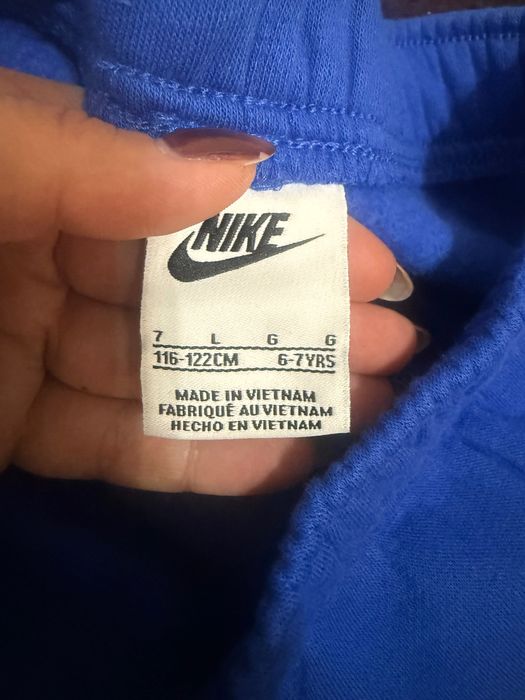 NIKE
7 L G G
116-122CM 6-7YRS
MADE IN VIETNAM
FABRIQUÉ AU VIETNAM
HECHO EN VIETNAM